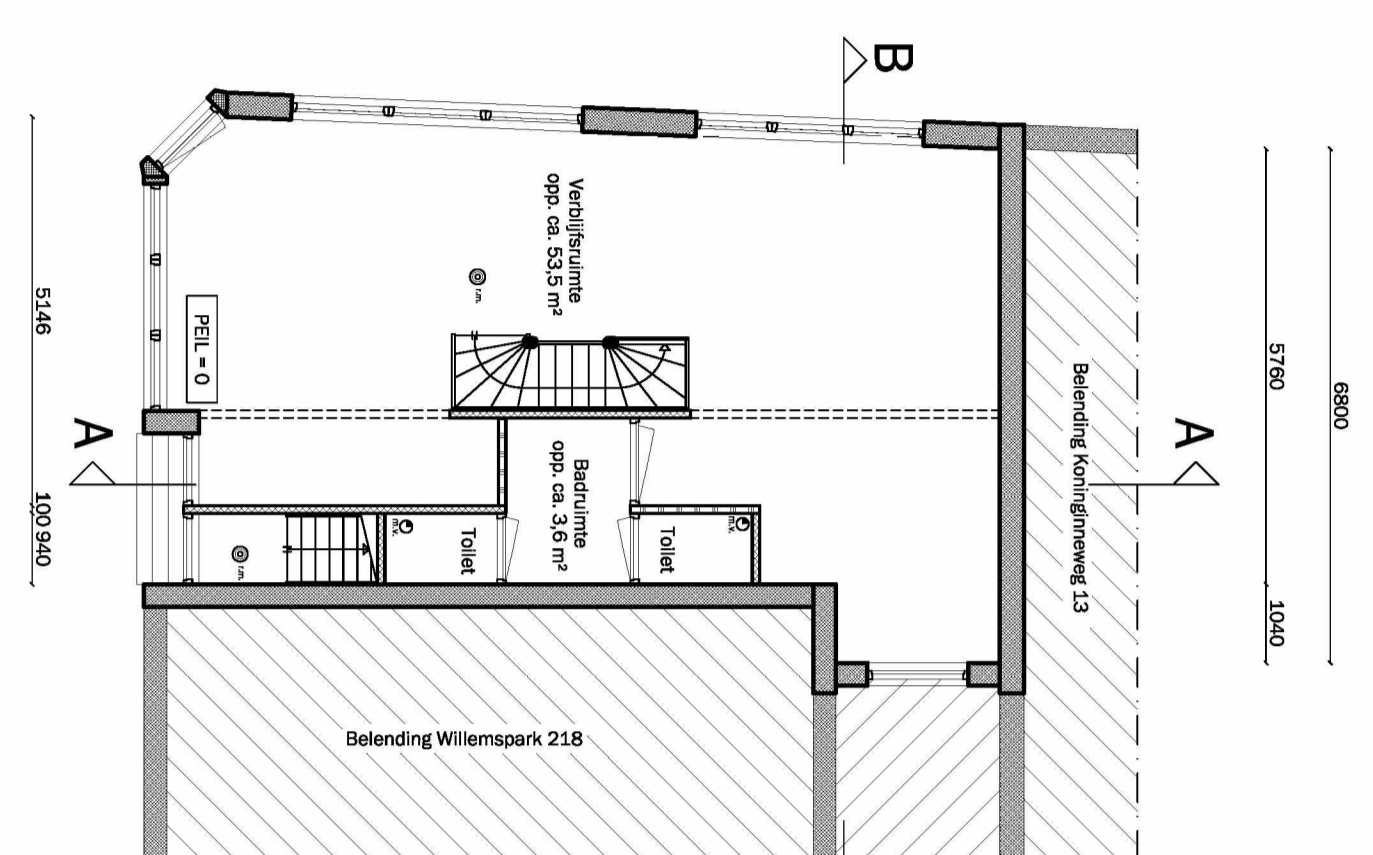 B
Verblijfsruimte
opp. ca. 53,5 m²
r.m.
PEIL = 0
5146
100
940
A
A
5760
6800
1040
Belending Koninginneweg 13
Badruimte
opp. ca. 3,6 m²
Toilet
m.v.
Toilet
m.v.
r.m.
Belending Willemspark 218